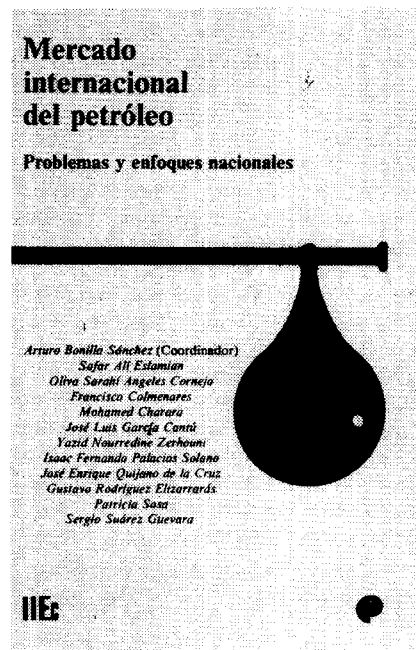 Mercado
internacional
del petróleo
Problemas y enfoques nacionales
Arturo Bonilla Sánchez (Coordinador)
Safar Alí Eslamian
Oliva Sarahí Angeles Cornejo
Francisco Colmenares
Mohamed Charara
José Luis García Cantú
Yazid Nourredine Zerhouni
Isaac Fernando Palacios Solano
José Enrique Quijano de la Cruz
Gustavo Rodríguez Elizarrarás
Patricia Sosa
Sergio Suárez Guevara
IIEc